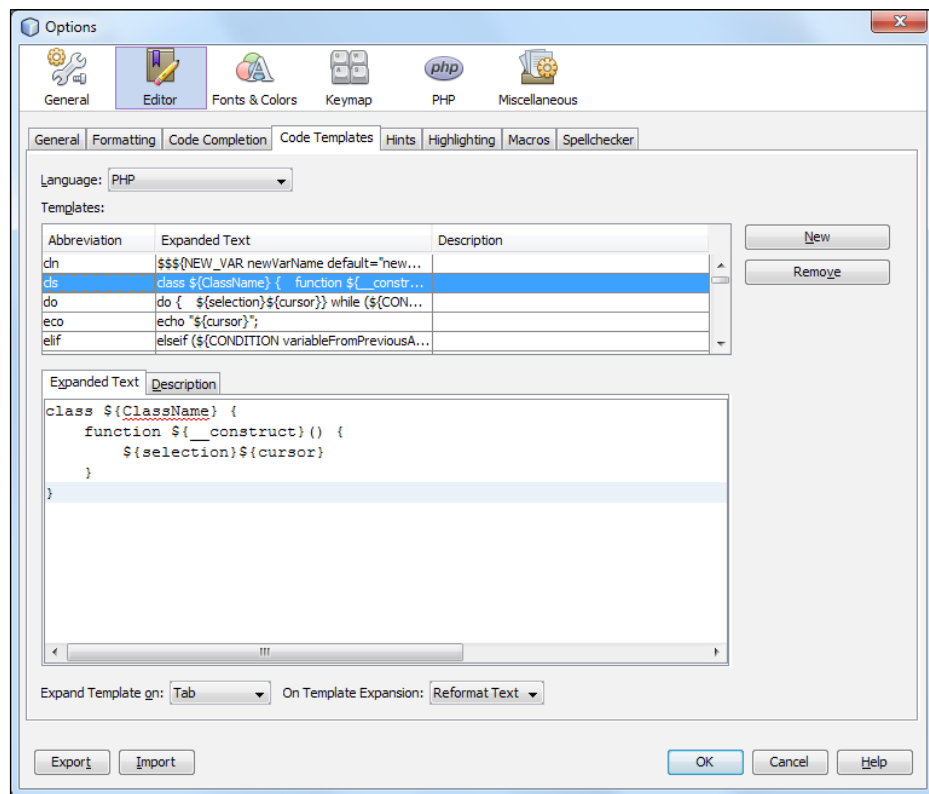 Options
General Editor Fonts & Colors Keymap PHP Miscellaneous
General Formatting Code Completion Code Templates Hints Highlighting Macros Spellchecker
Language: PHP
Templates:
Abbreviation Expanded Text Description
cln $$${NEW_VAR newVarName default="new...
cls class ${ClassName} { function ${__constr...
do do { ${selection}${cursor}} while (${CON...
eco echo "${cursor}";
elif elseif (${CONDITION variableFromPreviousA...
New
Remove
Expanded Text Description
class ${ClassName} {
function ${__construct}() {
${selection}${cursor}
}
}
Expand Template on: Tab On Template Expansion: Reformat Text
Export Import OK Cancel Help